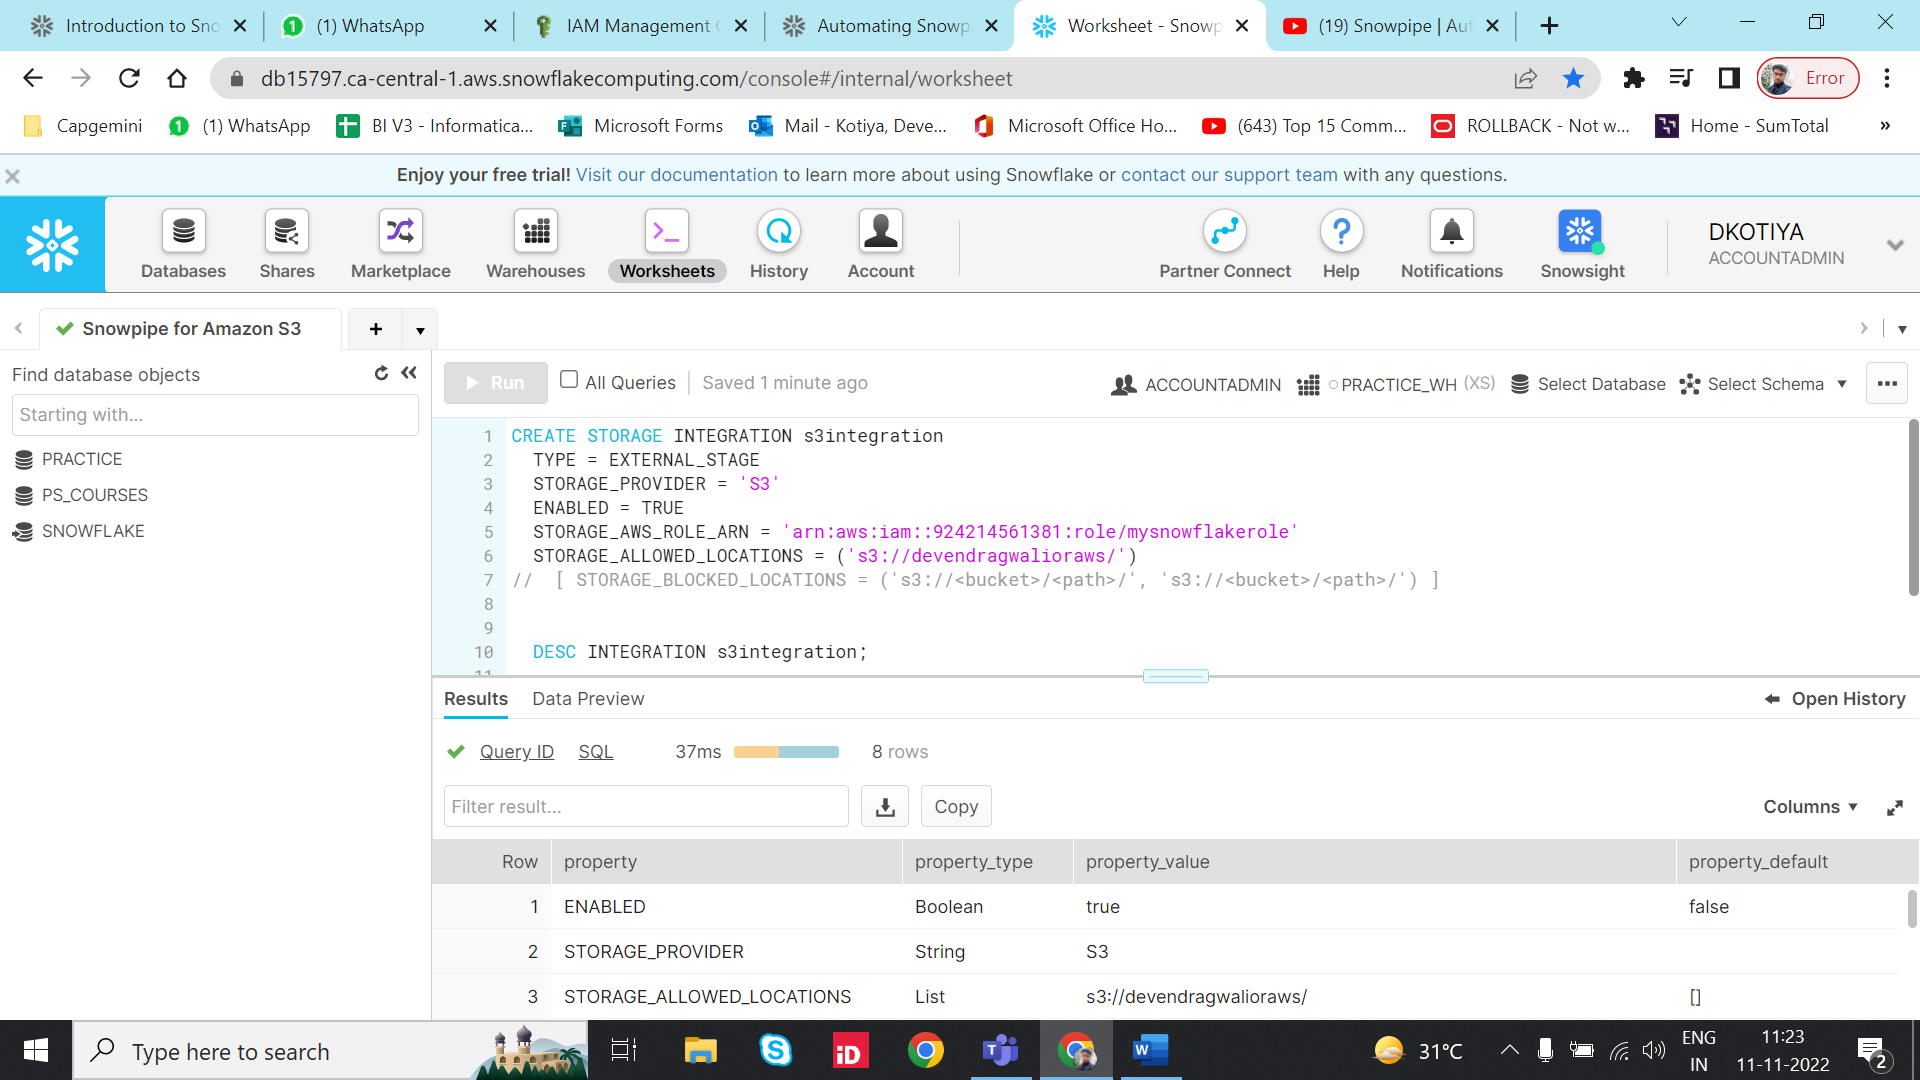 Introduction to Sno
(1) WhatsApp
IAM Management C
Automating Snowp
Worksheet - Snowp
(19) Snowpipe | Aut
db15797.ca-central-1.aws.snowflakecomputing.com/console#/internal/worksheet
Error
Capgemini
(1) WhatsApp
BI V3 - Informatica...
Microsoft Forms
Mail - Kotiya, Deve...
Microsoft Office Ho...
(643) Top 15 Comm...
ROLLBACK - Not w...
Home - SumTotal
»
Enjoy your free trial! Visit our documentation to learn more about using Snowflake or contact our support team with any questions.
Databases
Shares
Marketplace
Warehouses
Worksheets
History
Account
Partner Connect
Help
Notifications
Snowsight
DKOTIYA
ACCOUNTADMIN
Snowpipe for Amazon S3
Find database objects
Starting with...
PRACTICE
PS_COURSES
SNOWFLAKE
Run
All Queries
Saved 1 minute ago
ACCOUNTADMIN
PRACTICE_WH (XS)
Select Database
Select Schema
1 CREATE STORAGE INTEGRATION s3integration
2 TYPE = EXTERNAL_STAGE
3 STORAGE_PROVIDER = 'S3'
4 ENABLED = TRUE
5 STORAGE_AWS_ROLE_ARN = 'arn:aws:iam::924214561381:role/mysnowflakerole'
6 STORAGE_ALLOWED_LOCATIONS = ('s3://devendragwalioraws/')
7 // [ STORAGE_BLOCKED_LOCATIONS = ('s3://<bucket>/<path>/', 's3://<bucket>/<path>/') ]
8
9
10 DESC INTEGRATION s3integration;
11
Results
Data Preview
Open History
Query ID
SQL
37ms
8 rows
Filter result...
Copy
Columns
Row property property_type property_value property_default
1 ENABLED Boolean true false
2 STORAGE_PROVIDER String S3
3 STORAGE_ALLOWED_LOCATIONS List s3://devendragwalioraws/ []
Type here to search
iD
31°C
ENG
IN
11:23
11-11-2022
2